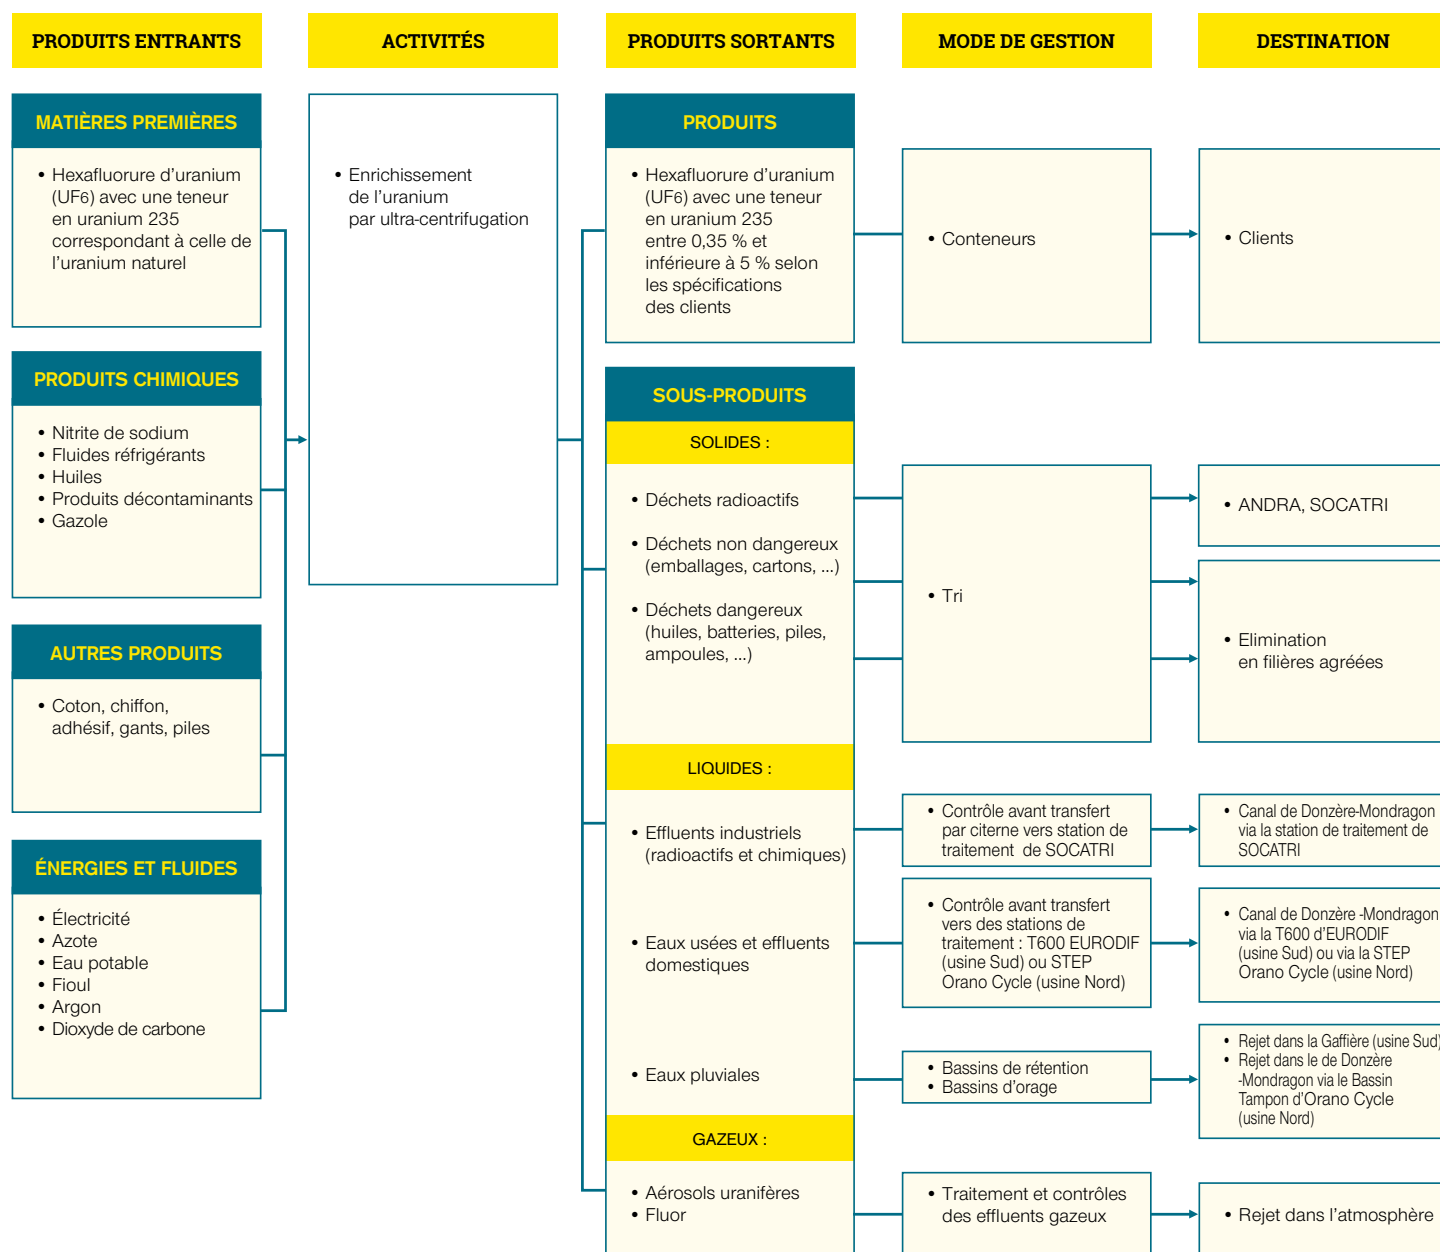 PRODUITS ENTRANTS
ACTIVITÉS
PRODUITS SORTANTS
MODE DE GESTION
DESTINATION
MATIÈRES PREMIÈRES
• Hexafluorure d’uranium
(UF6) avec une teneur
en uranium 235
correspondant à celle de
l’uranium naturel
PRODUITS CHIMIQUES
• Nitrite de sodium
• Fluides réfrigérants
• Huiles
• Produits décontaminants
• Gazole
AUTRES PRODUITS
• Coton, chiffon,
adhésif, gants, piles
ÉNERGIES ET FLUIDES
• Électricité
• Azote
• Eau potable
• Fioul
• Argon
• Dioxyde de carbone
• Enrichissement
de l’uranium
par ultra-centrifugation
PRODUITS
• Hexafluorure d’uranium
(UF6) avec une teneur
en uranium 235
entre 0,35 % et
inférieure à 5 % selon
les spécifications
des clients
• Conteneurs
• Clients
SOUS-PRODUITS
SOLIDES :
• Déchets radioactifs
• Déchets non dangereux
(emballages, cartons, ...)
• Déchets dangereux
(huiles, batteries, piles,
ampoules, ...)
• Tri
• ANDRA, SOCATRI
• Elimination
en filières agréées
LIQUIDES :
• Effluents industriels
(radioactifs et chimiques)
• Contrôle avant transfert
par citerne vers station de
traitement de SOCATRI
• Canal de Donzère-Mondragon
via la station de traitement de
SOCATRI
• Eaux usées et effluents
domestiques
• Contrôle avant transfert
vers des stations de
traitement : T600 EURODIF
(usine Sud) ou STEP
Orano Cycle (usine Nord)
• Canal de Donzère -Mondragon
via la T600 d’EURODIF
(usine Sud) ou via la STEP
Orano Cycle (usine Nord)
• Eaux pluviales
• Bassins de rétention
• Bassins d’orage
• Rejet dans la Gaffière (usine Sud)
• Rejet dans le de Donzère
-Mondragon via le Bassin
Tampon d’Orano Cycle
(usine Nord)
GAZEUX :
• Aérosols uranifères
• Fluor
• Traitement et contrôles
des effluents gazeux
• Rejet dans l’atmosphère